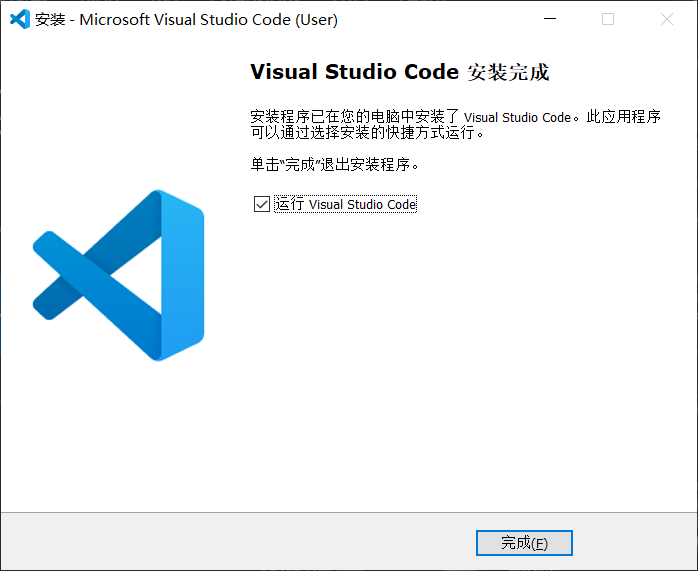 安装 - Microsoft Visual Studio Code (User)
Visual Studio Code 安装完成
安装程序已在您的电脑中安装了 Visual Studio Code。此应用程序
可以通过选择安装的快捷方式运行。
单击“完成”退出安装程序。
运行 Visual Studio Code
完成(F)